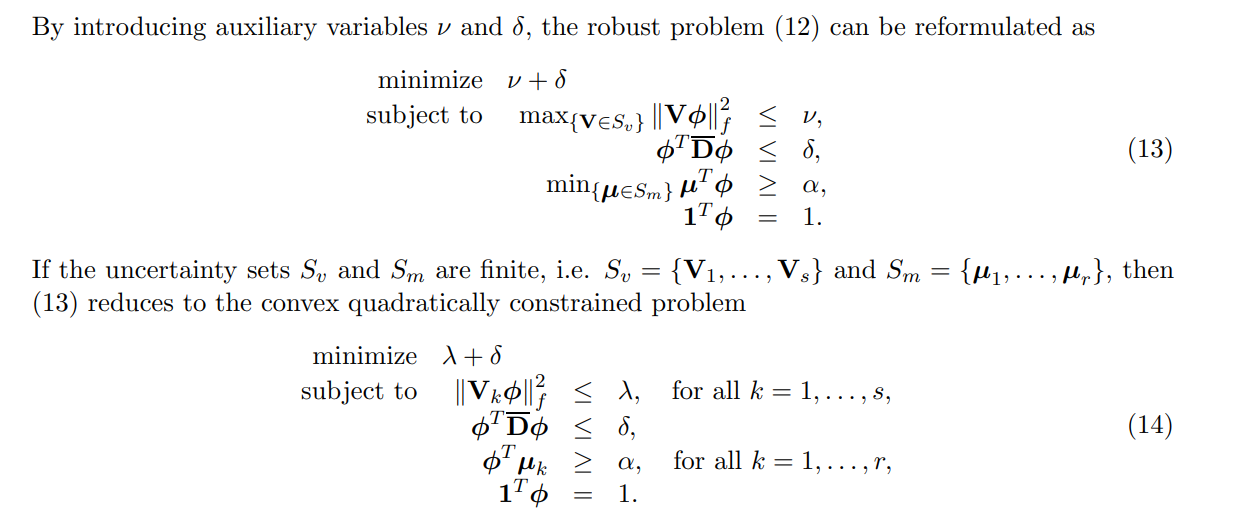 By introducing auxiliary variables ν and δ, the robust problem (12) can be reformulated as
minimize ν + δ
subject to max_{V∈S_v} ‖Vϕ‖_f^2 ≤ ν,
ϕ^T D̅ϕ ≤ δ, (13)
min_{μ∈S_m} μ^T ϕ ≥ α,
1^T ϕ = 1.
If the uncertainty sets S_v and S_m are finite, i.e. S_v = {V_1, . . . , V_s} and S_m = {μ_1, . . . , μ_r}, then
(13) reduces to the convex quadratically constrained problem
minimize λ + δ
subject to ‖V_kϕ‖_f^2 ≤ λ, for all k = 1, . . . , s,
ϕ^T D̅ϕ ≤ δ, (14)
ϕ^T μ_k ≥ α, for all k = 1, . . . , r,
1^T ϕ = 1.